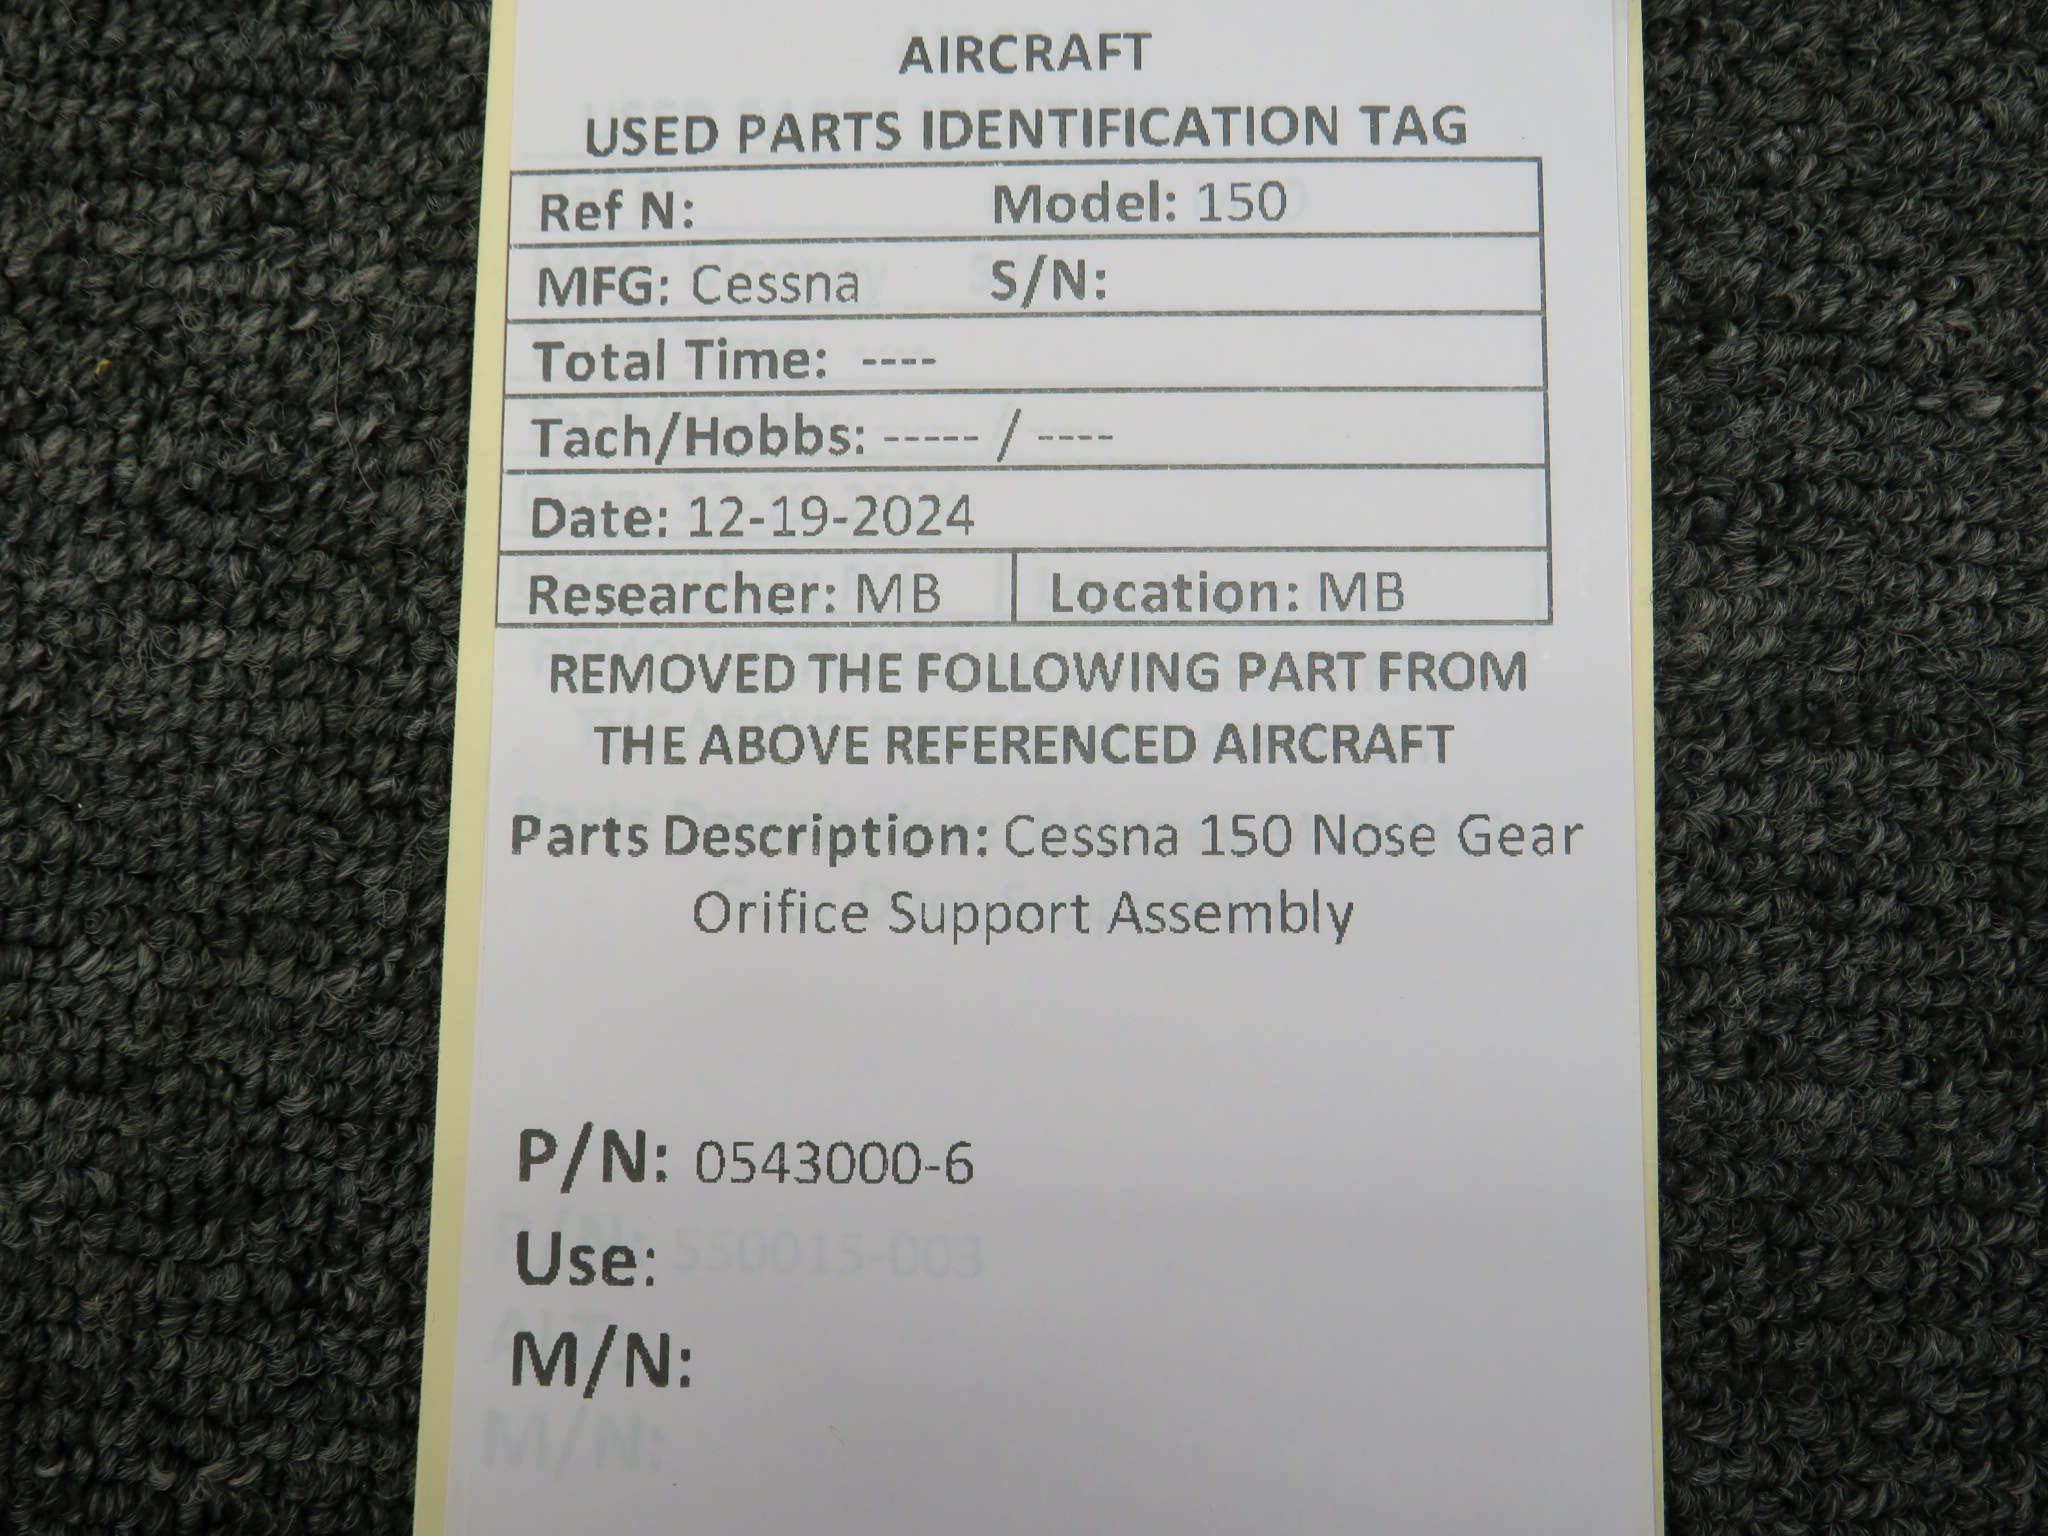 AIRCRAFT
USED PARTS IDENTIFICATION TAG
Ref N: Model: 150
MFG: Cessna S/N:
Total Time: ----
Tach/Hobbs: ----- / ----
Date: 12-19-2024
Researcher: MB Location: MB
REMOVED THE FOLLOWING PART FROM
THE ABOVE REFERENCED AIRCRAFT
Parts Description: Cessna 150 Nose Gear
Orifice Support Assembly
P/N: 0543000-6
Use:
M/N:
P/N: 550015-003
M/N: